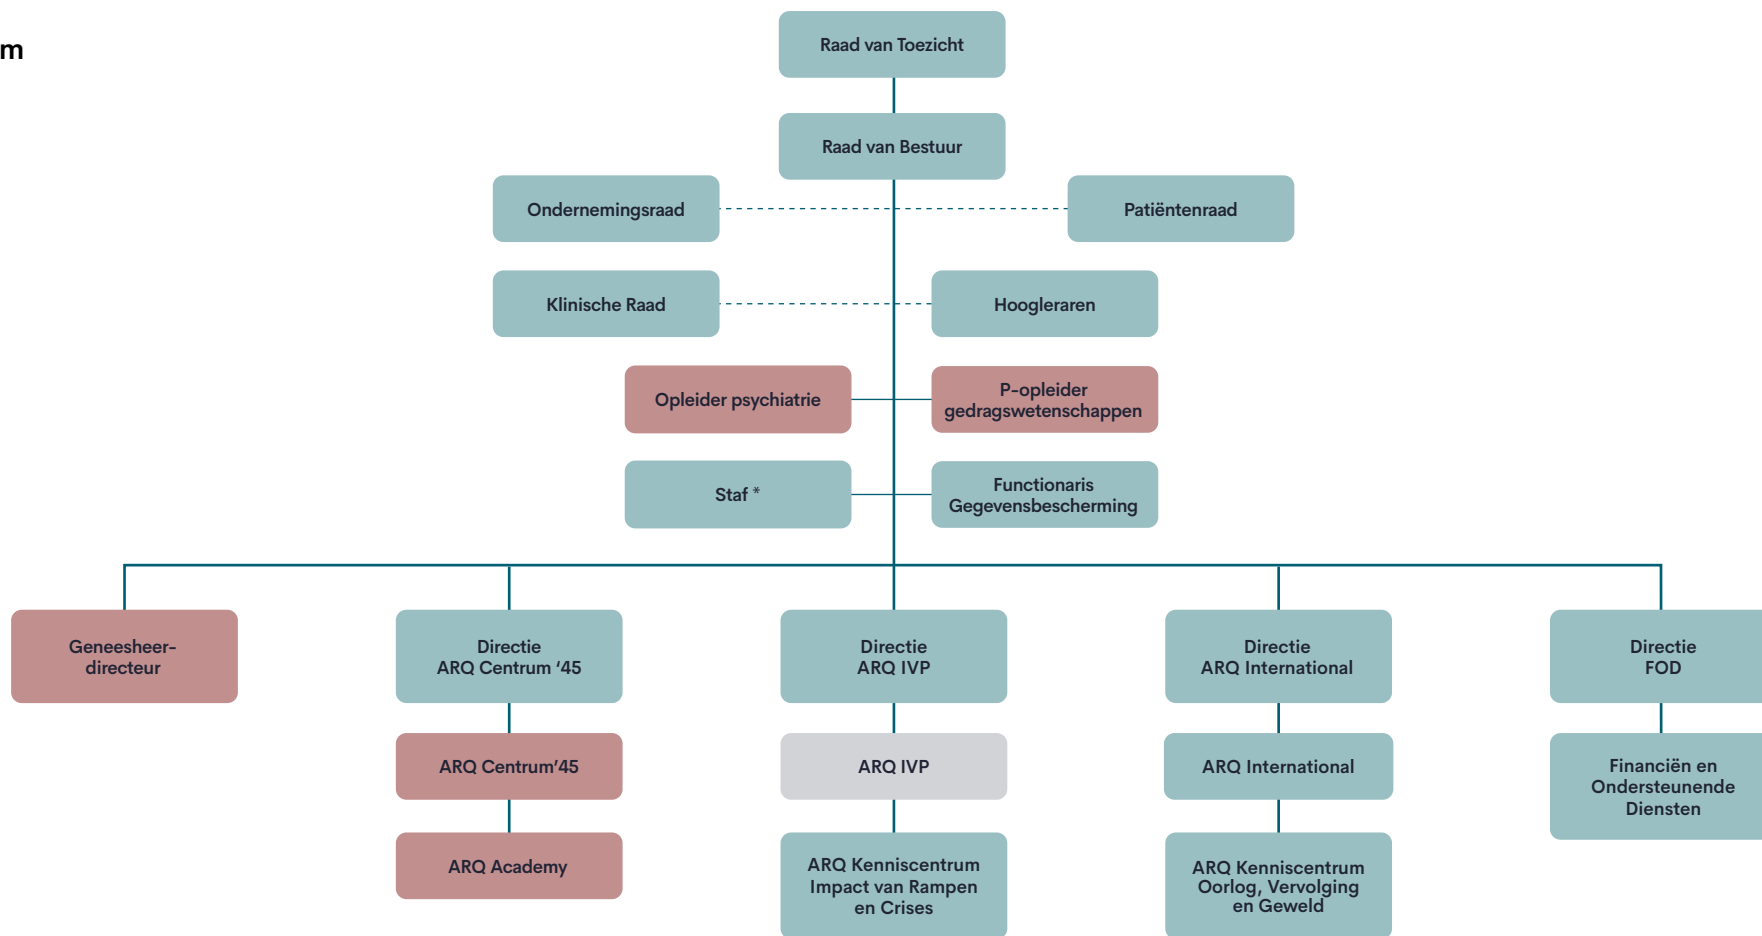 m
Raad van Toezicht
Raad van Bestuur
Ondernemingsraad
Patiëntenraad
Klinische Raad
Hoogleraren
Opleider psychiatrie
P-opleider
gedragswetenschappen
Staf *
Functionaris
Gegevensbescherming
Geneesheer-
directeur
Directie
ARQ Centrum ‘45
Directie
ARQ IVP
Directie
ARQ International
Directie
FOD
ARQ Centrum’45
ARQ IVP
ARQ International
Financiën en
Ondersteunende
Diensten
ARQ Academy
ARQ Kenniscentrum
Impact van Rampen
en Crises
ARQ Kenniscentrum
Oorlog, Vervolging
en Geweld